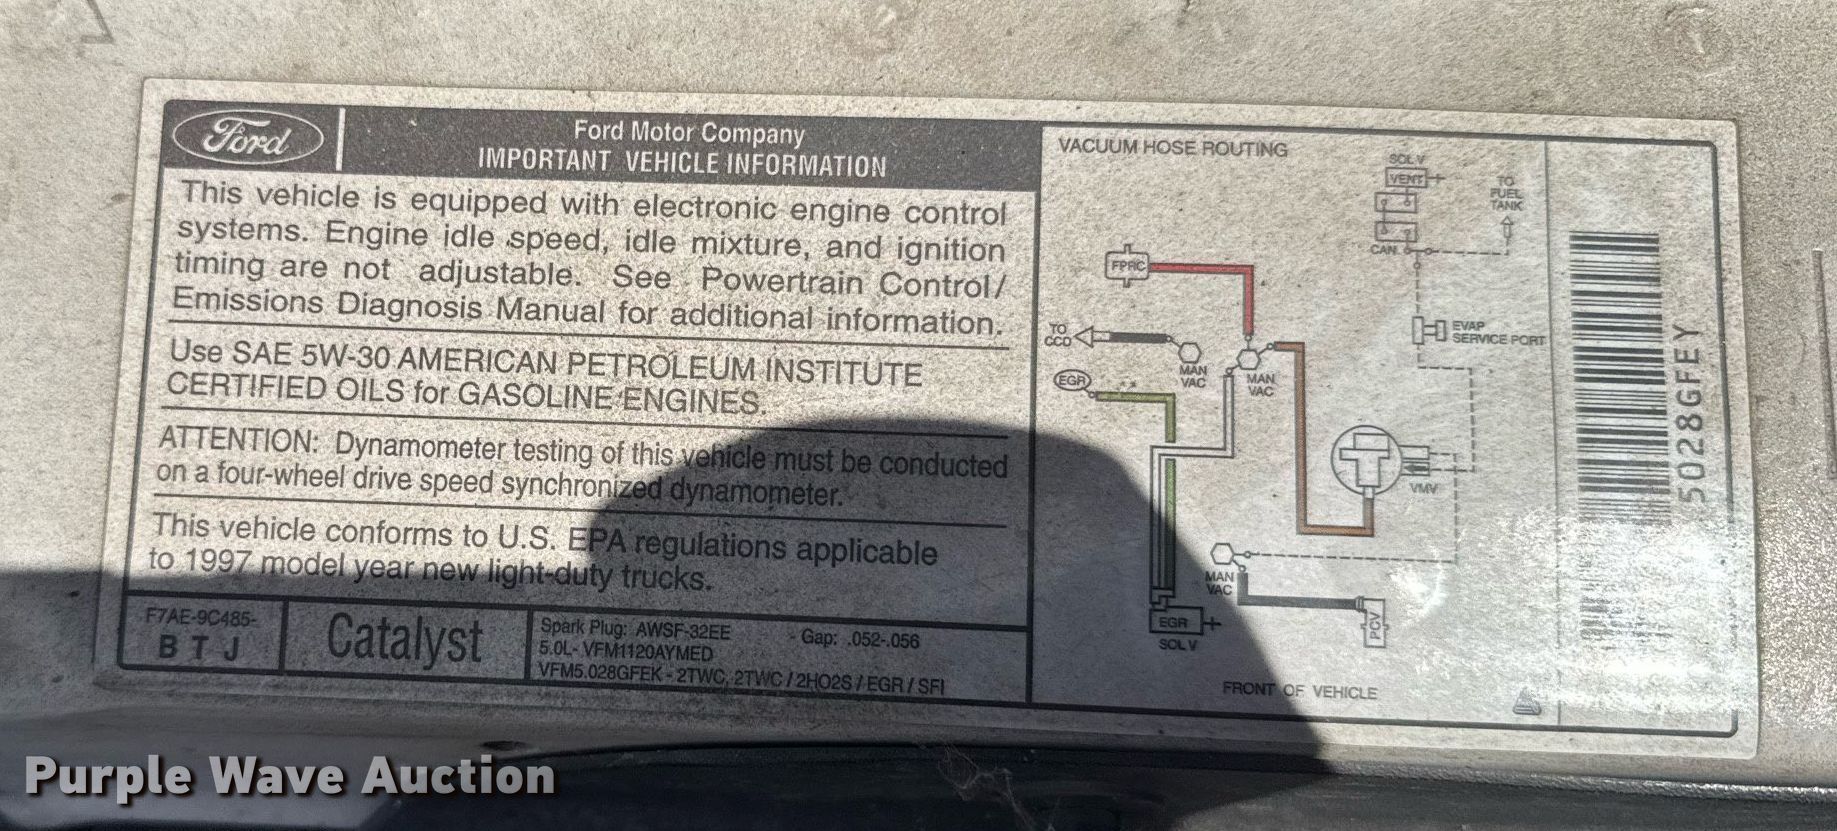 Ford
Ford Motor Company
IMPORTANT VEHICLE INFORMATION
This vehicle is equipped with electronic engine control
systems. Engine idle speed, idle mixture, and ignition
timing are not adjustable. See Powertrain Control/
Emissions Diagnosis Manual for additional information.
Use SAE 5W-30 AMERICAN PETROLEUM INSTITUTE
CERTIFIED OILS for GASOLINE ENGINES.
ATTENTION: Dynamometer testing of this vehicle must be conducted
on a four-wheel drive speed synchronized dynamometer.
This vehicle conforms to U.S. EPA regulations applicable
to 1997 model year new light-duty trucks.
F7AE-9C485-
B T J
Catalyst
Spark Plug: AWSF-32EE Gap: .052-.056
5.0L- VFM1120AYMED
VFM5.028GFEK - 2TWC, 2TWC / 2HO2S / EGR / SFI
VACUUM HOSE ROUTING
SOL V
VENT
TO
FUEL
TANK
CAN
FPRC
TO
CCO
MAN
VAC
MAN
VAC
EVAP
SERVICE PORT
EGR
VMV
MAN
VAC
EGR
SOL V
PCV
FRONT OF VEHICLE
5028GFEY
Purple Wave Auction